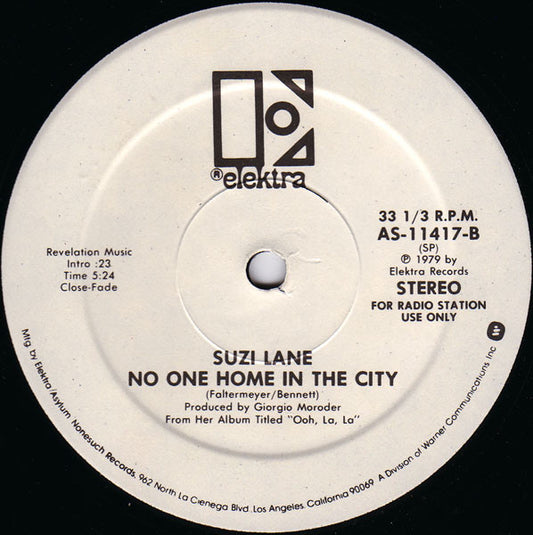 ®elektra
33 1/3 R.P.M.
AS-11417-B
(SP)
℗ 1979 by
Elektra Records
STEREO
FOR RADIO STATION
USE ONLY
Revelation Music
Intro :23
Time 5:24
Close-Fade
SUZI LANE
NO ONE HOME IN THE CITY
(Faltermeyer/Bennett)
Produced by Giorgio Moroder
From Her Album Titled "Ooh, La, La"
Mfg. by Elektra/Asylum Nonesuch Records, 962 North La Cienega Blvd., Los Angeles, California 90069 A Division of Warner Communications Inc